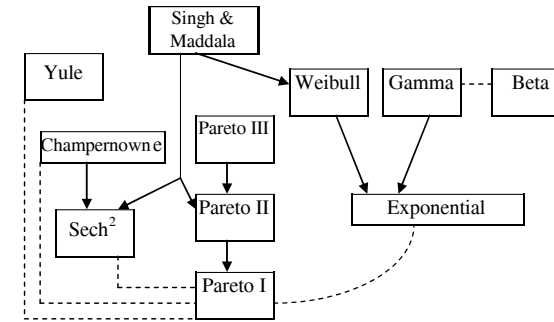 Singh &
Maddala
Yule
Weibull
Gamma
Beta
Pareto III
Champernowne
Pareto II
Exponential
Sech²
Pareto I